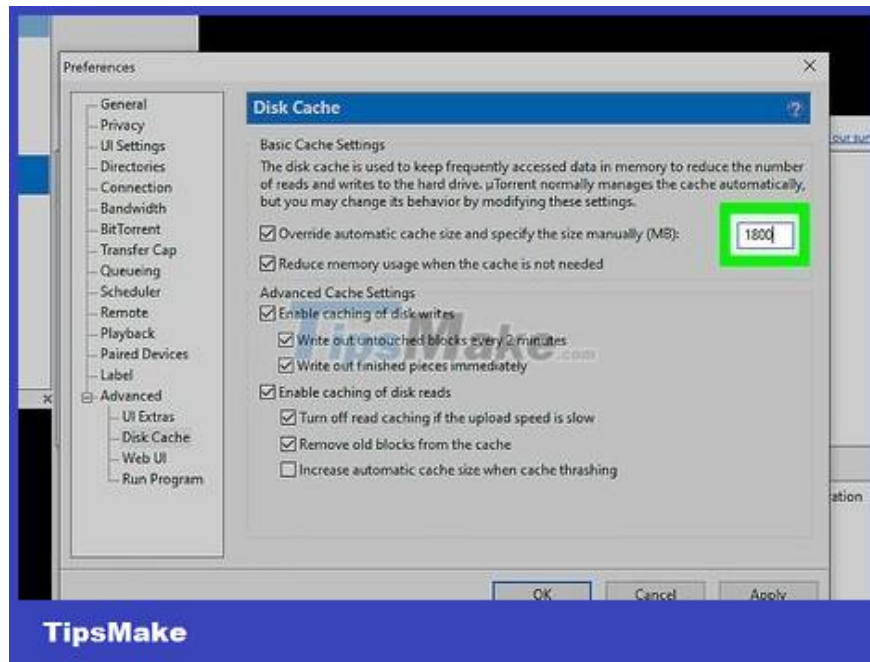 Preferences
General
Privacy
UI Settings
Directories
Connection
Bandwidth
BitTorrent
Transfer Cap
Queueing
Scheduler
Remote
Playback
Paired Devices
Label
Advanced
UI Extras
Disk Cache
Web UI
Run Program
Disk Cache
Basic Cache Settings
The disk cache is used to keep frequently accessed data in memory to reduce the number
of reads and writes to the hard drive. µTorrent normally manages the cache automatically,
but you may change its behavior by modifying these settings.
Override automatic cache size and specify the size manually (MB): 1800
Reduce memory usage when the cache is not needed
Advanced Cache Settings
Enable caching of disk writes
Write out untouched blocks every 2 minutes
Write out finished pieces immediately
Enable caching of disk reads
Turn off read caching if the upload speed is slow
Remove old blocks from the cache
Increase automatic cache size when cache thrashing
OK Cancel Apply
our sur
ation
TipsMake.com
TipsMake